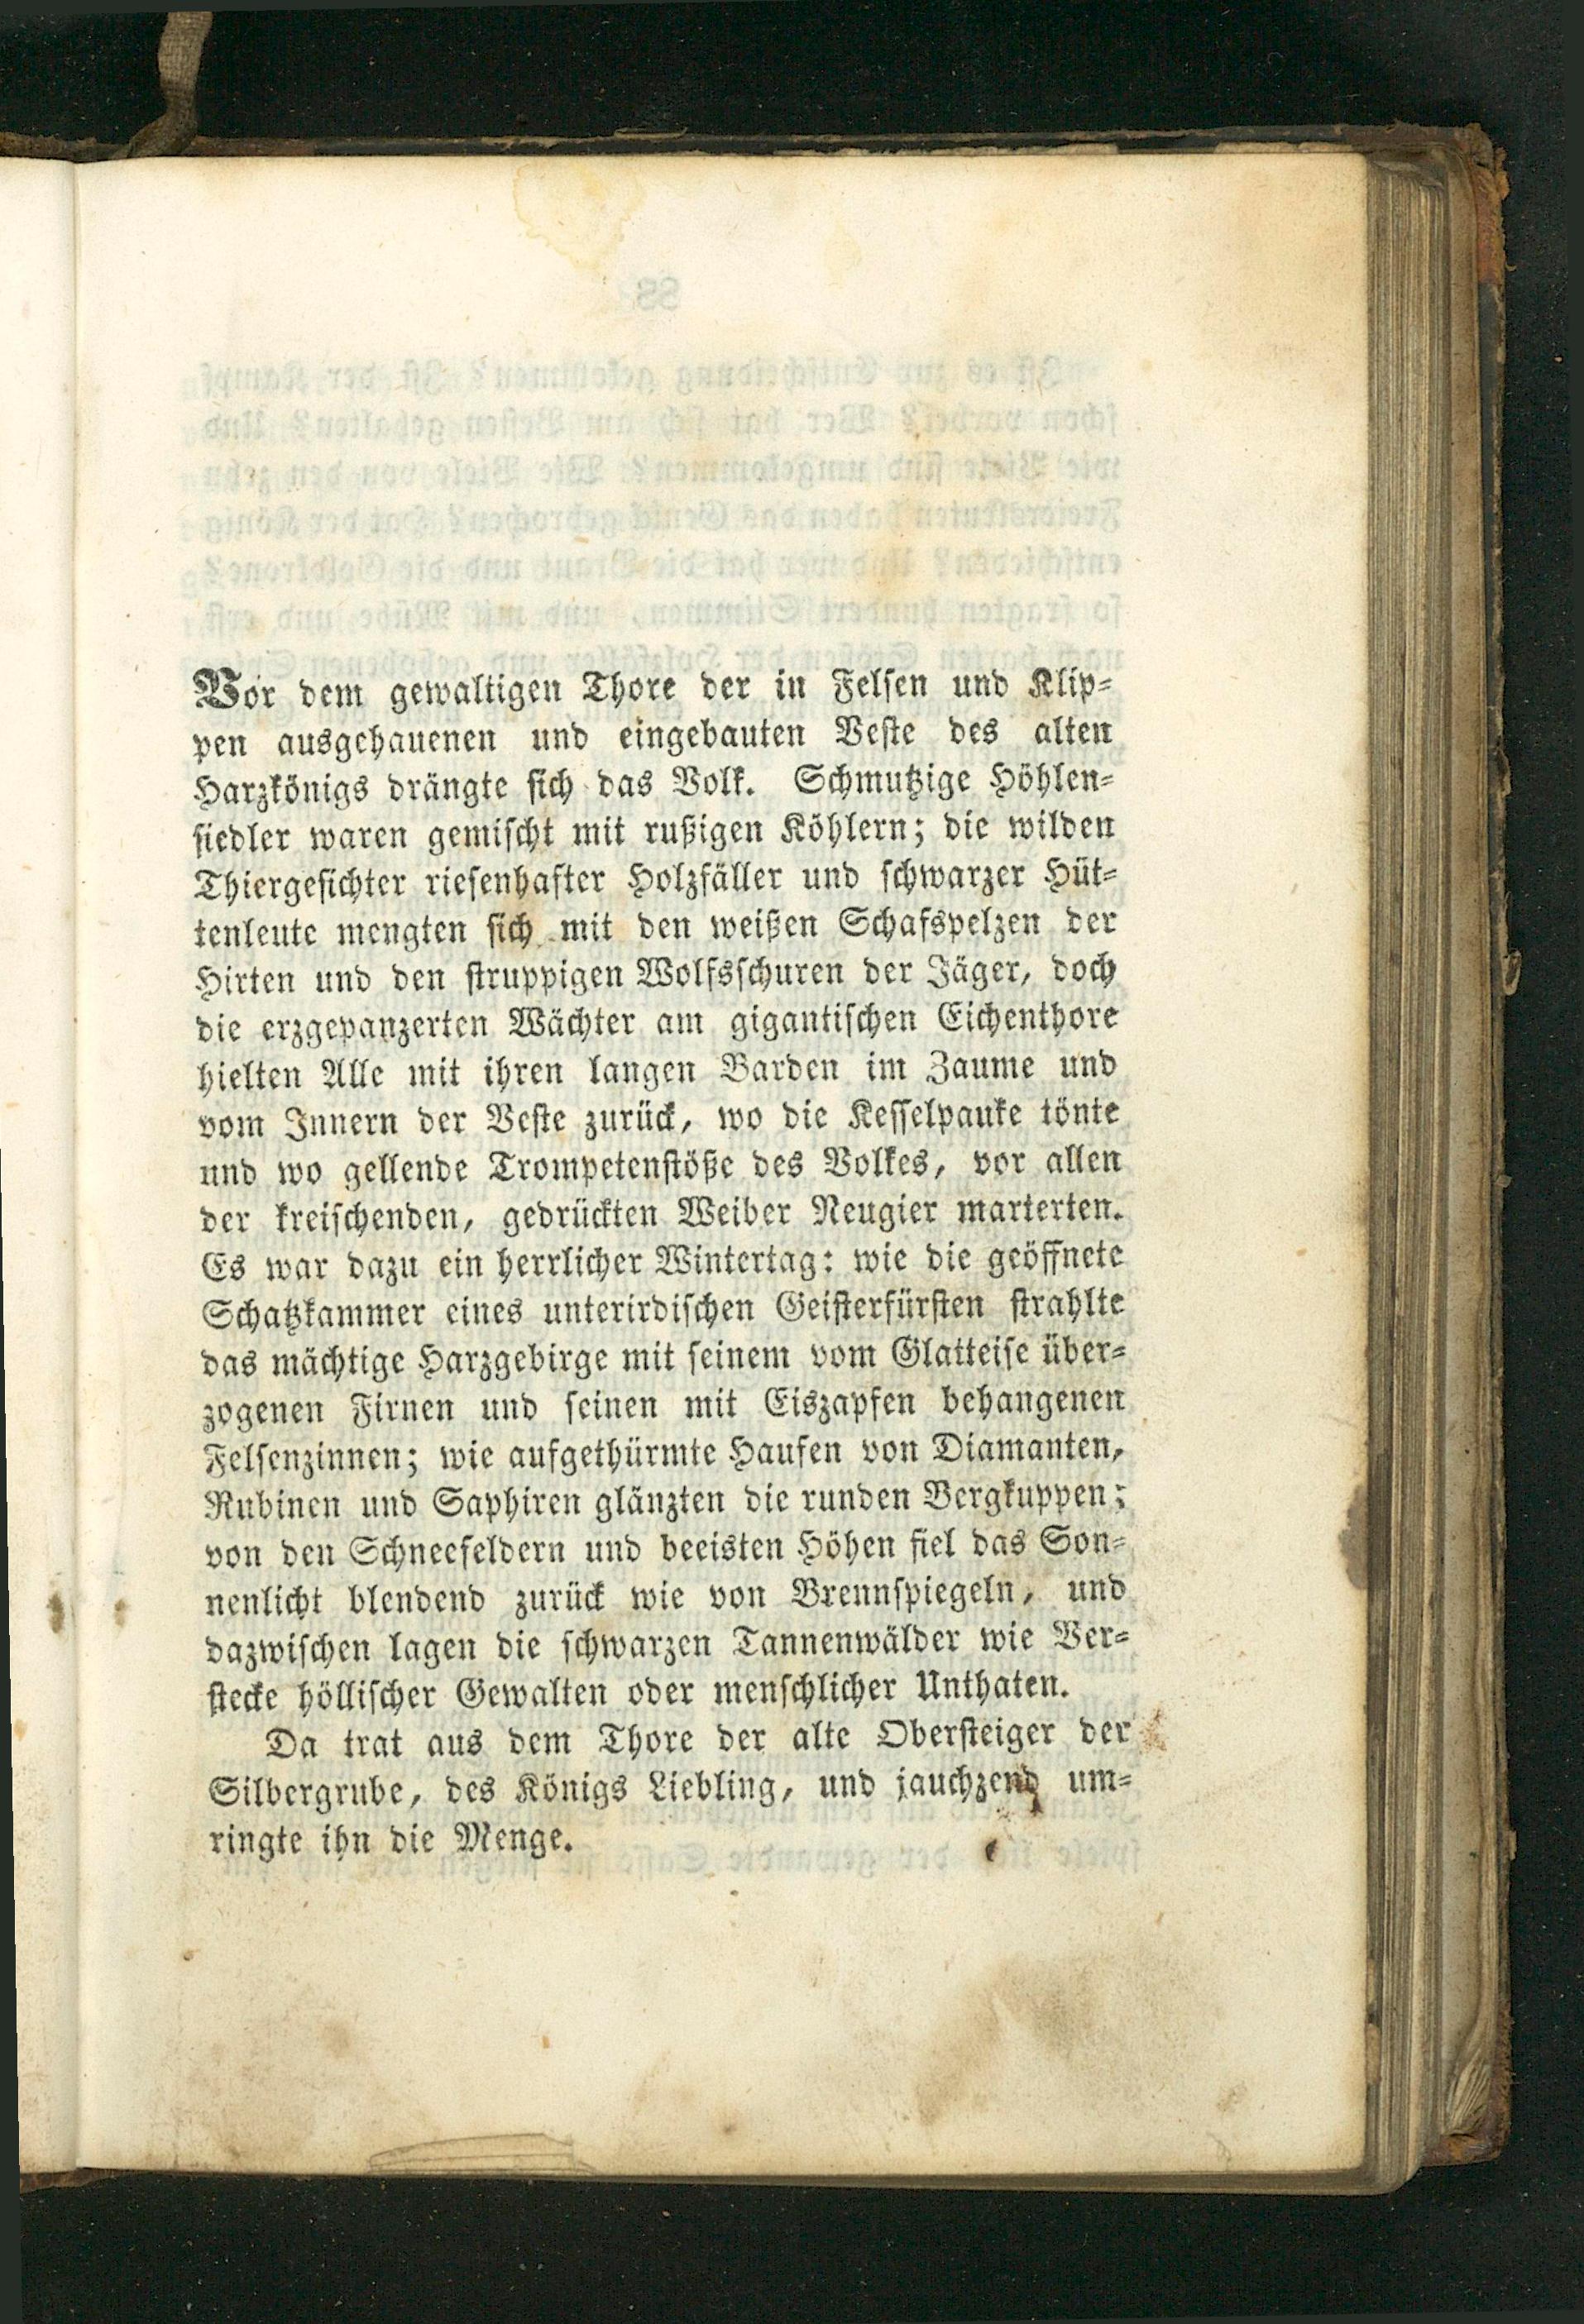 Vor dem gewaltigen Thore der in Felsen und Klip-
pen ausgehauenen und eingebauten Veste des alten
Harzkönigs drängte sich das Volk. Schmutzige Höhlen-
siedler waren gemischt mit rußigen Köhlern; die wilden
Thiergesichter riesenhafter Holzfäller und schwarzer Hüt-
tenleute mengten sich mit den weißen Schafspelzen der
Hirten und den struppigen Wolfsschuren der Jäger, doch
die erzgepanzerten Wächter am gigantischen Eichenthore
hielten Alle mit ihren langen Barden im Zaume und
vom Innern der Veste zurück, wo die Kesselpauke tönte
und wo gellende Trompetenstöße des Volkes, vor allen
der kreischenden, gedrückten Weiber Neugier marterten.
Es war dazu ein herrlicher Wintertag: wie die geöffnete
Schatzkammer eines unterirdischen Geisterfürsten strahlte
das mächtige Harzgebirge mit seinem vom Glatteise über-
zogenen Firnen und seinen mit Eiszapfen behangenen
Felsenzinnen; wie aufgethürmte Haufen von Diamanten,
Rubinen und Saphiren glänzten die runden Bergkuppen;
von den Schneefeldern und beeisten Höhen fiel das Son-
nenlicht blendend zurück wie von Brennspiegeln, und
dazwischen lagen die schwarzen Tannenwälder wie Ver-
stecke höllischer Gewalten oder menschlicher Unthaten.
Da trat aus dem Thore der alte Obersteiger der
Silbergrube, des Königs Liebling, und jauchzend um-
ringte ihn die Menge.